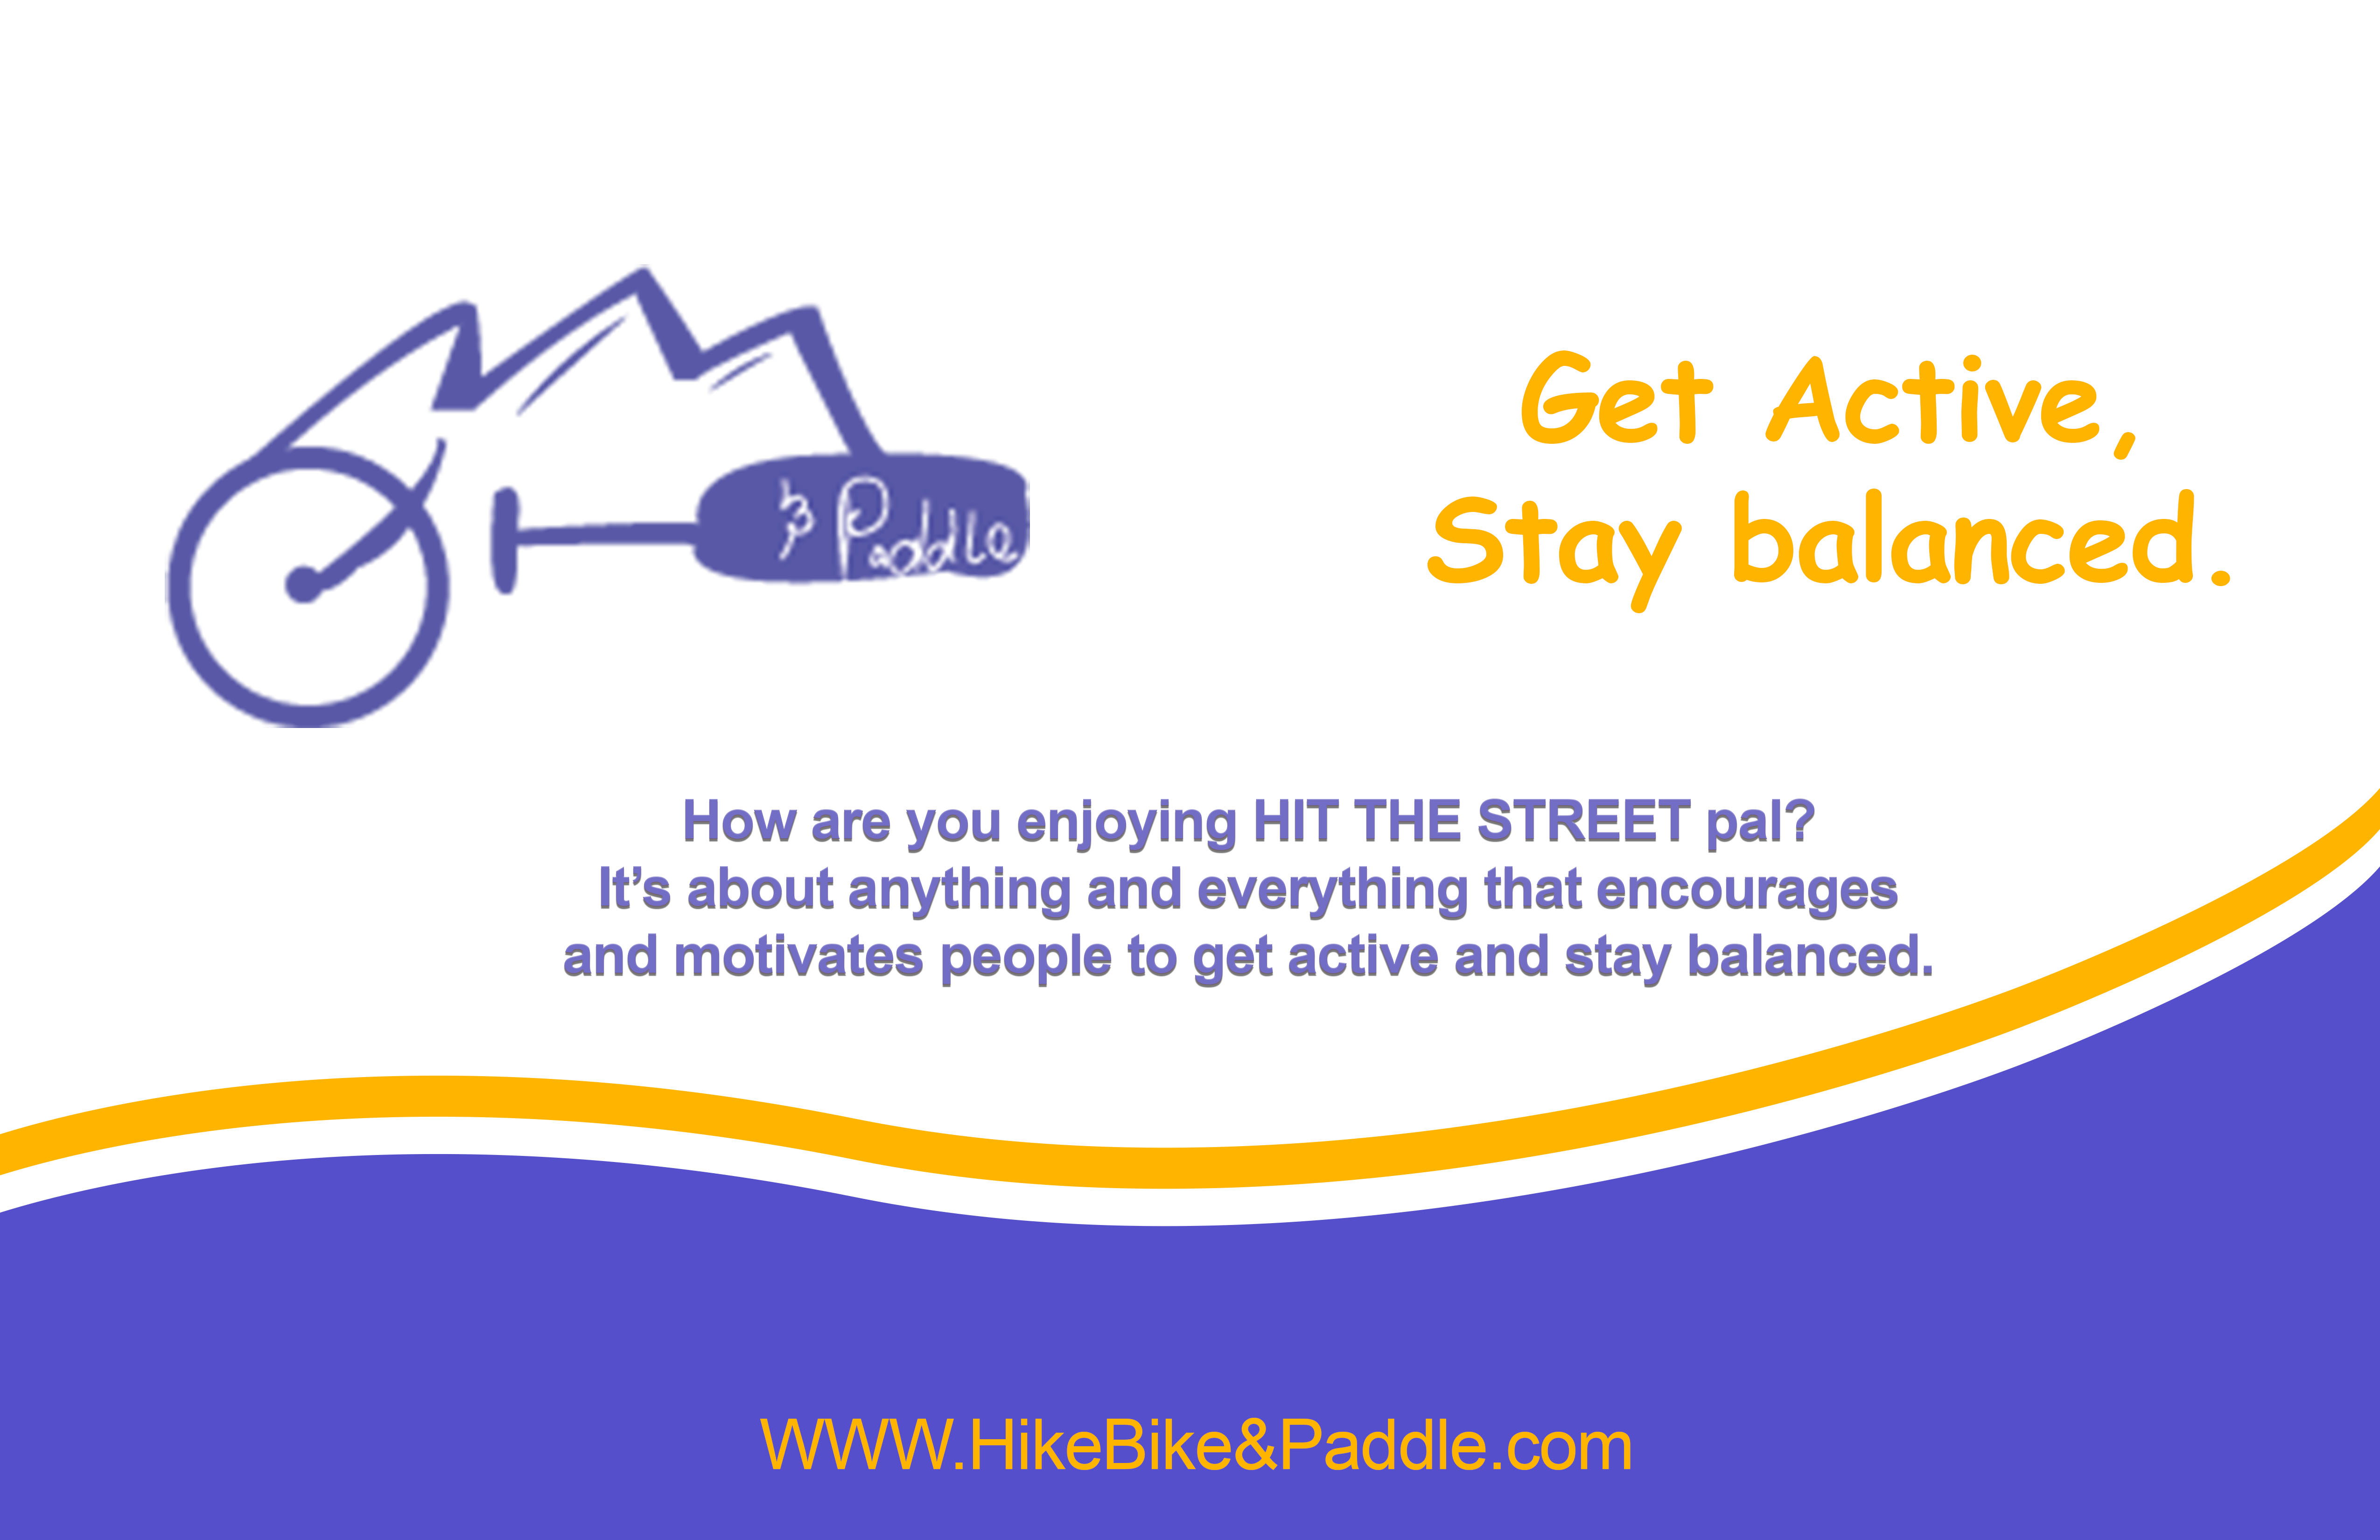 & Paddle
Get Active,
Stay balanced.
How are you enjoying HIT THE STREET pal?
It’s about anything and everything that encourages
and motivates people to get active and stay balanced.
WWW.HikeBike&Paddle.com